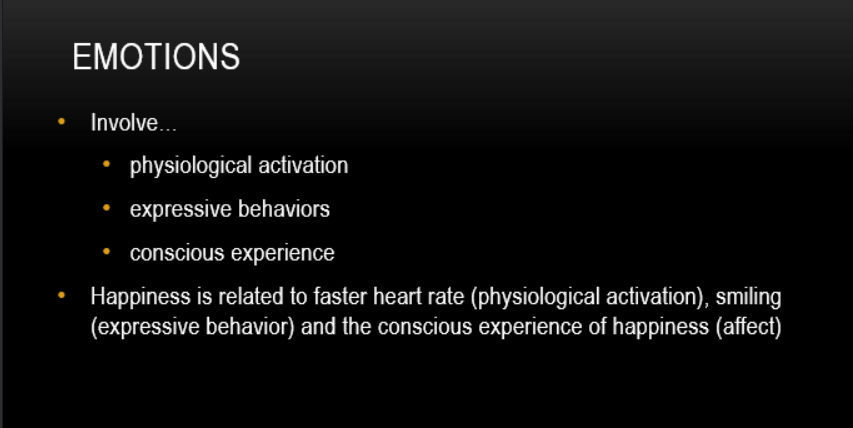 EMOTIONS
• Involve…
• physiological activation
• expressive behaviors
• conscious experience
• Happiness is related to faster heart rate (physiological activation), smiling
(expressive behavior) and the conscious experience of happiness (affect)